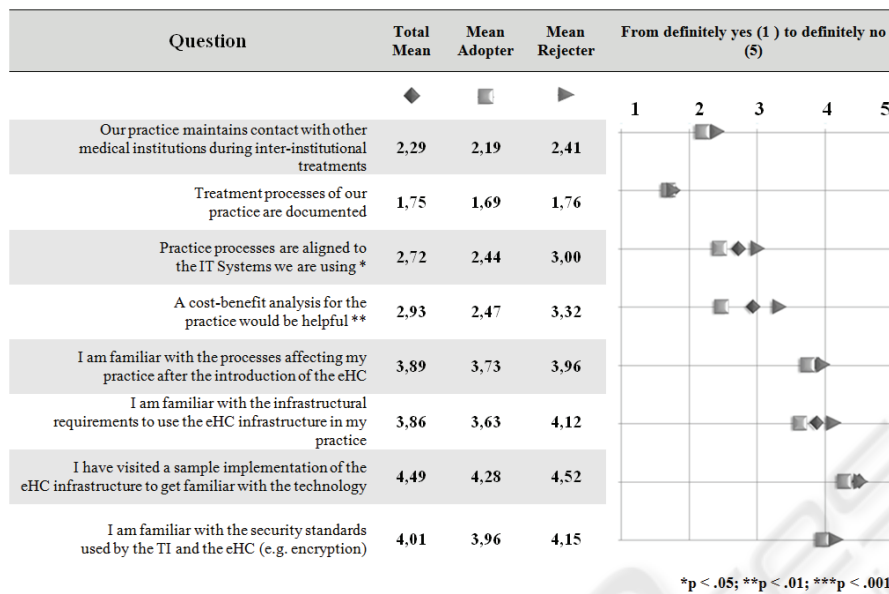 Question
Total Mean
Mean Adopter
Mean Rejecter
From definitely yes (1 ) to definitely no (5)
1 2 3 4 5
Our practice maintains contact with other
medical institutions during inter-institutional
treatments
2,29 2,19 2,41
Treatment processes of our
practice are documented
1,75 1,69 1,76
Practice processes are aligned to
the IT Systems we are using *
2,72 2,44 3,00
A cost-benefit analysis for the
practice would be helpful **
2,93 2,47 3,32
I am familiar with the processes affecting my
practice after the introduction of the eHC
3,89 3,73 3,96
I am familiar with the infrastructural
requirements to use the eHC infrastructure in my
practice
3,86 3,63 4,12
I have visited a sample implementation of the
eHC infrastructure to get familiar with the technology
4,49 4,28 4,52
I am familiar with the security standards
used by the TI and the eHC (e.g. encryption)
4,01 3,96 4,15
*p < .05; **p < .01; ***p < .001